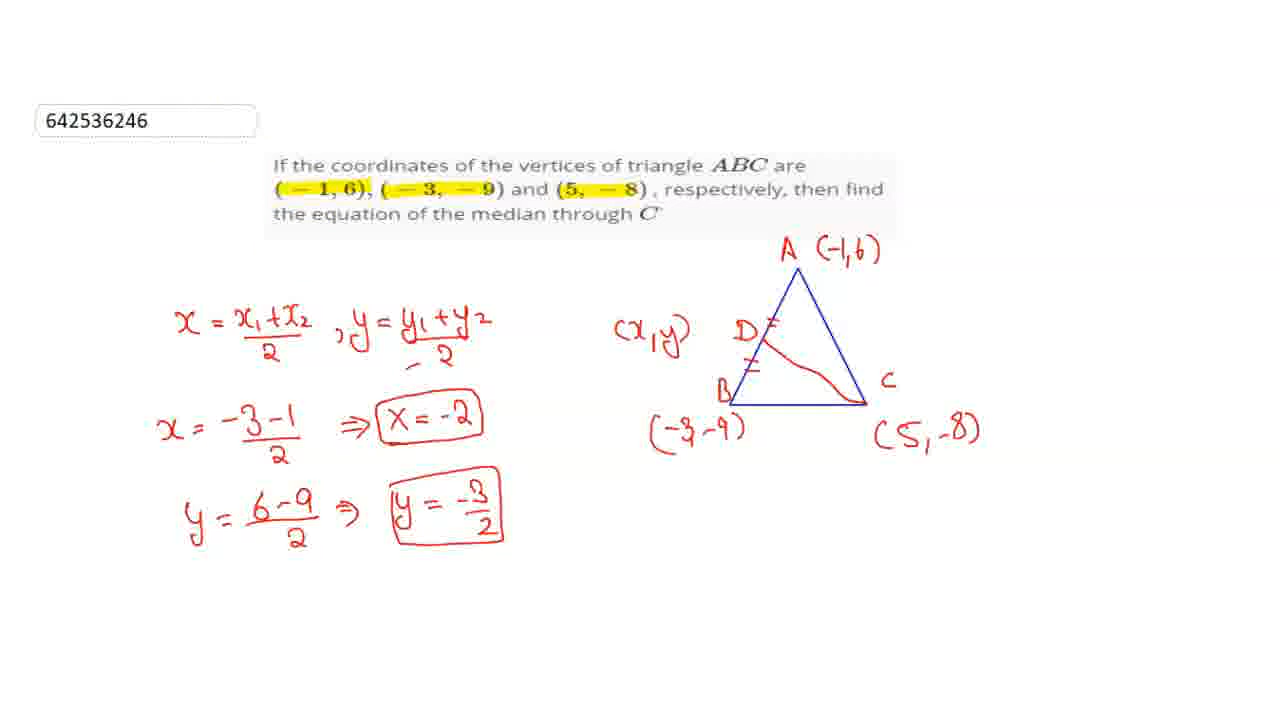 642536246
If the coordinates of the vertices of triangle ABC are
(−1, 6), (−3, −9) and (5, −8), respectively, then find
the equation of the median through C
A (-1,6)
x = x₁+x₂/2 , y = y₁+y₂/2
(x,y) D
B C
(-3,-9) (5,-8)
x = -3-1/2 ⇒ x = -2
y = 6-9/2 ⇒ y = -3/2